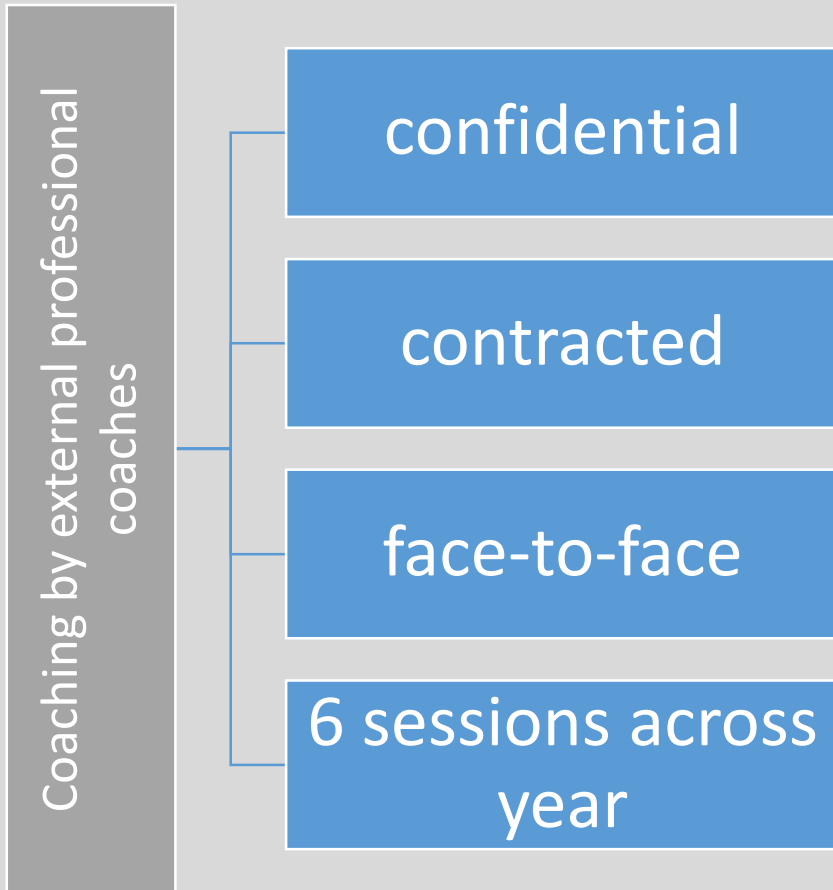 Coaching by external professional
coaches
confidential
contracted
face-to-face
6 sessions across
year